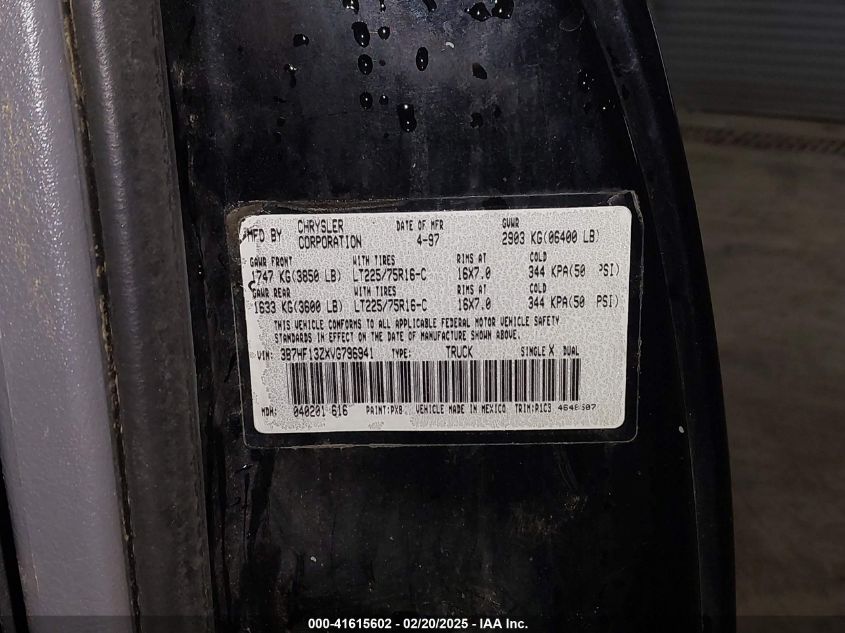 MFD BY CHRYSLER CORPORATION DATE OF MFR 4-97 GVWR 2903 KG(06400 LB)
GAWR FRONT WITH TIRES RIMS AT COLD
1747 KG(3850 LB) LT225/75R16-C 16X7.0 344 KPA(50 PSI)
GAWR REAR WITH TIRES RIMS AT COLD
1633 KG(3600 LB) LT225/75R16-C 16X7.0 344 KPA(50 PSI)
THIS VEHICLE CONFORMS TO ALL APPLICABLE FEDERAL MOTOR VEHICLE SAFETY
STANDARDS IN EFFECT ON THE DATE OF MANUFACTURE SHOWN ABOVE.
VIN: 3B7HF13ZXVG796941 TYPE: TRUCK SINGLE X DUAL
MDH: 040201 616 PAINT:PX8. VEHICLE MADE IN MEXICO TRIM:P1C3
000-41615602 - 02/20/2025 - IAA Inc.